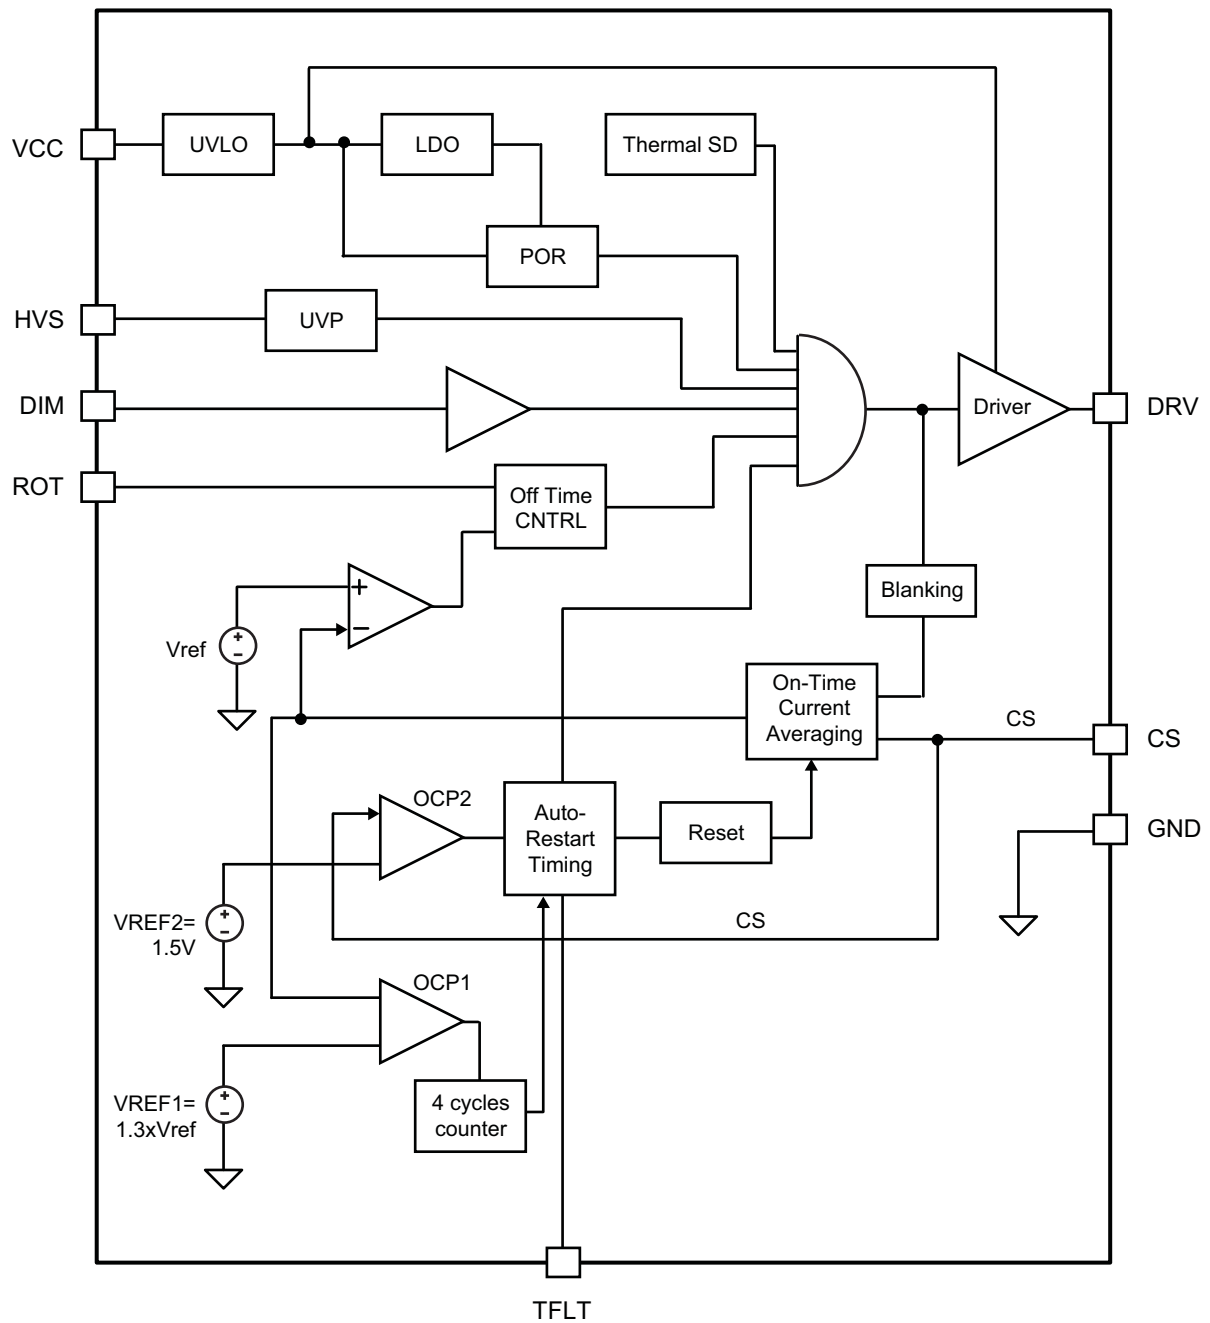 VCC
UVLO
LDO
Thermal SD
POR
HVS
UVP
DIM
Driver
DRV
ROT
Off Time
CNTRL
+
−
Blanking
Vref
+
−
On-Time
Current
Averaging
CS
CS
OCP2
Auto-
Restart
Timing
Reset
GND
VREF2=
1.5V
+
−
CS
OCP1
VREF1=
1.3xVref
+
−
4 cycles
counter
TFLT